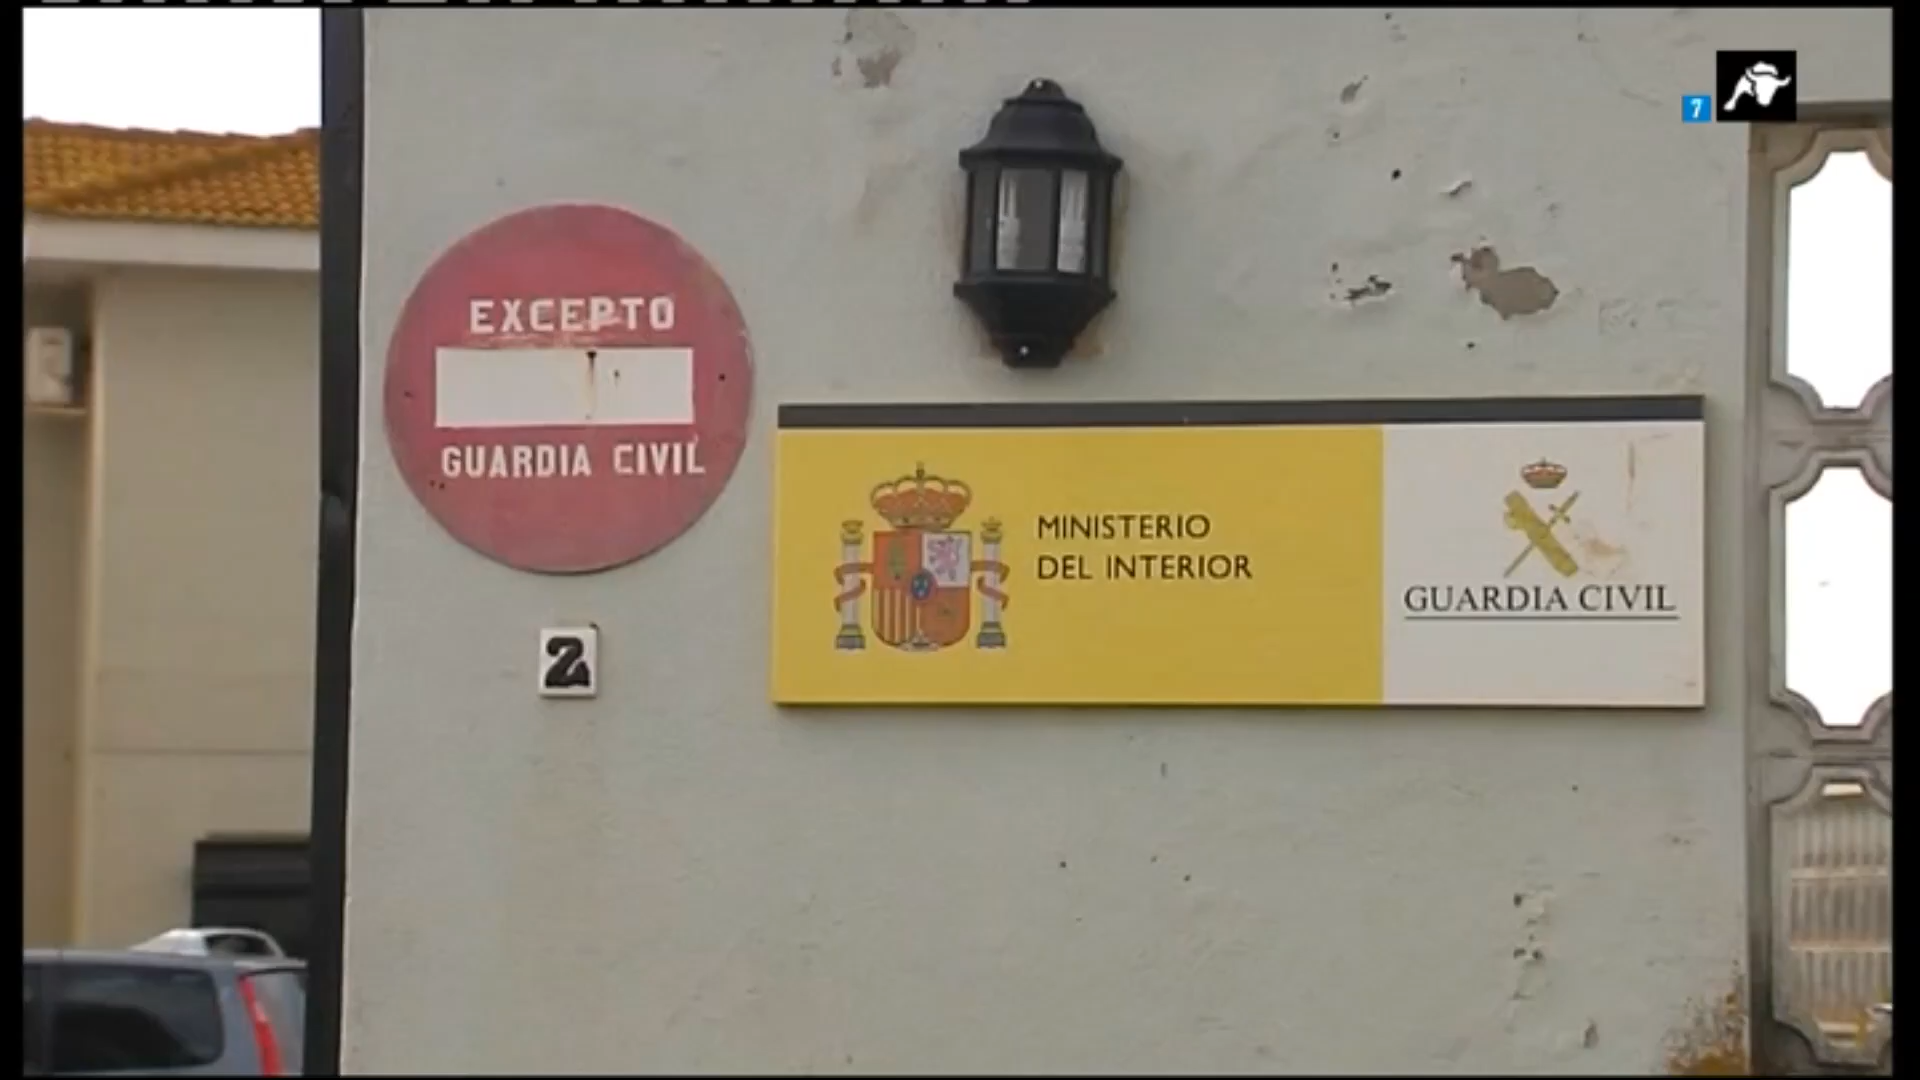 EXCEPTO
GUARDIA CIVIL
2
MINISTERIO
DEL INTERIOR
GUARDIA CIVIL
7